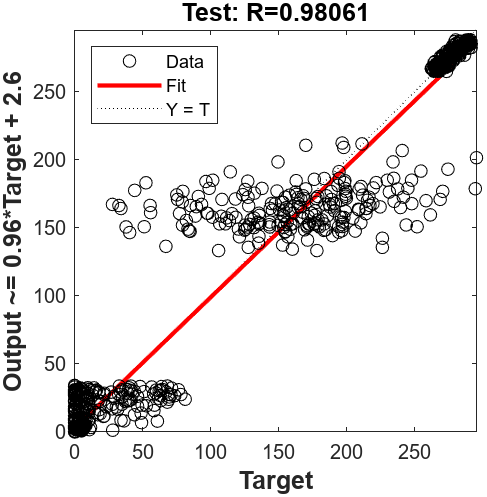 Test: R=0.98061
Output ~= 0.96*Target + 2.6
Data
Fit
Y = T
250
200
150
100
50
0
0 50 100 150 200 250
Target